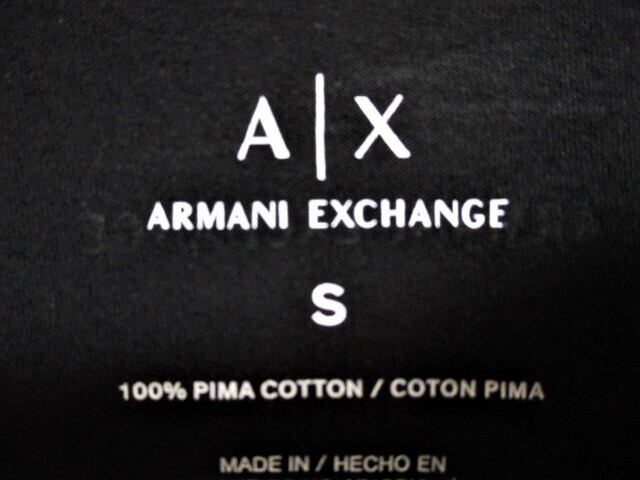 A|X
ARMANI EXCHANGE
S
100% PIMA COTTON / COTON PIMA
MADE IN / HECHO EN